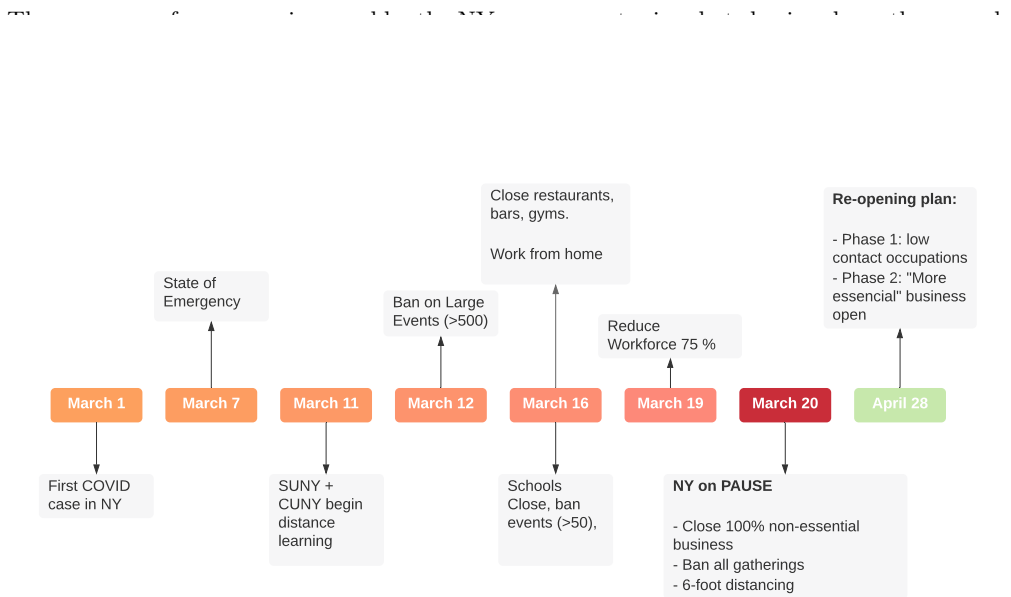 Close restaurants,
bars, gyms.
Work from home
Re-opening plan:
- Phase 1: low
contact occupations
- Phase 2: "More
essencial" business
open
State of
Emergency
Ban on Large
Events (>500)
Reduce
Workforce 75 %
March 1
March 7
March 11
March 12
March 16
March 19
March 20
April 28
First COVID
case in NY
SUNY +
CUNY begin
distance
learning
Schools
Close, ban
events (>50),
NY on PAUSE
- Close 100% non-essential
business
- Ban all gatherings
- 6-foot distancing